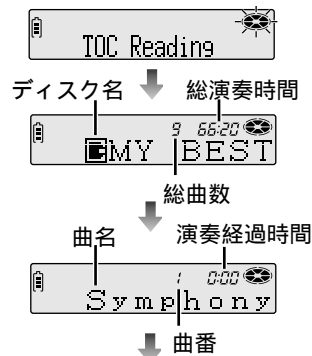 TOC Reading
ディスク名 総演奏時間
9 66:20
MY BEST
総曲数
曲名 演奏経過時間
1 0:00
Symphony
曲番